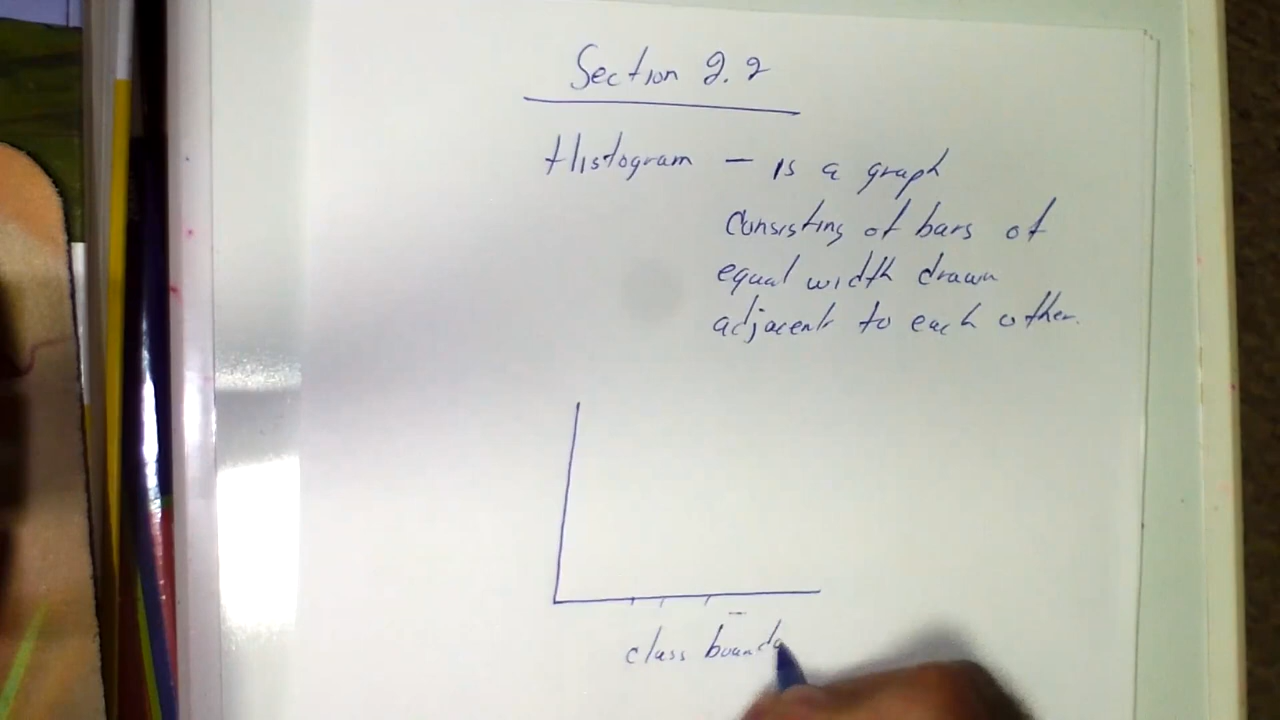 Section 2.2
Histogram — is a graph
consisting of bars of
equal width drawn
adjacent to each other.
class bounda